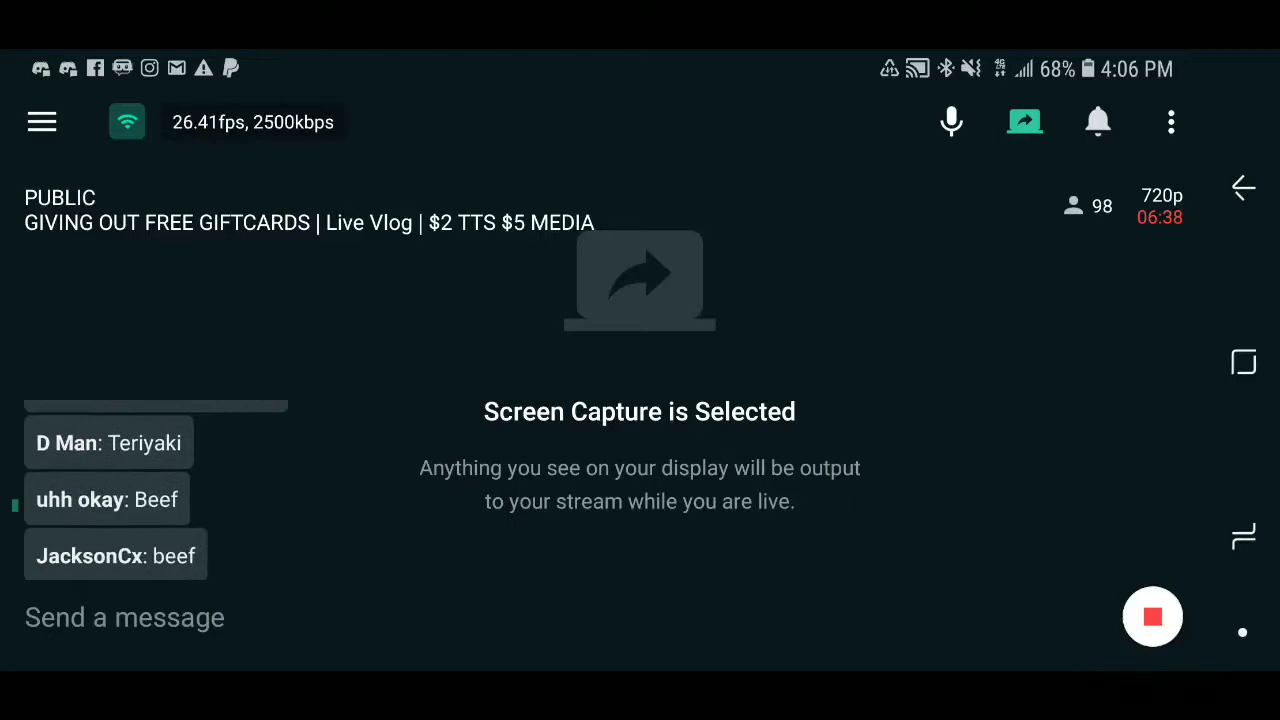 68% 4:06 PM
26.41fps, 2500kbps
PUBLIC
GIVING OUT FREE GIFTCARDS | Live Vlog | $2 TTS $5 MEDIA
98
720p
06:38
Screen Capture is Selected
Anything you see on your display will be output
to your stream while you are live.
D Man: Teriyaki
uhh okay: Beef
JacksonCx: beef
Send a message